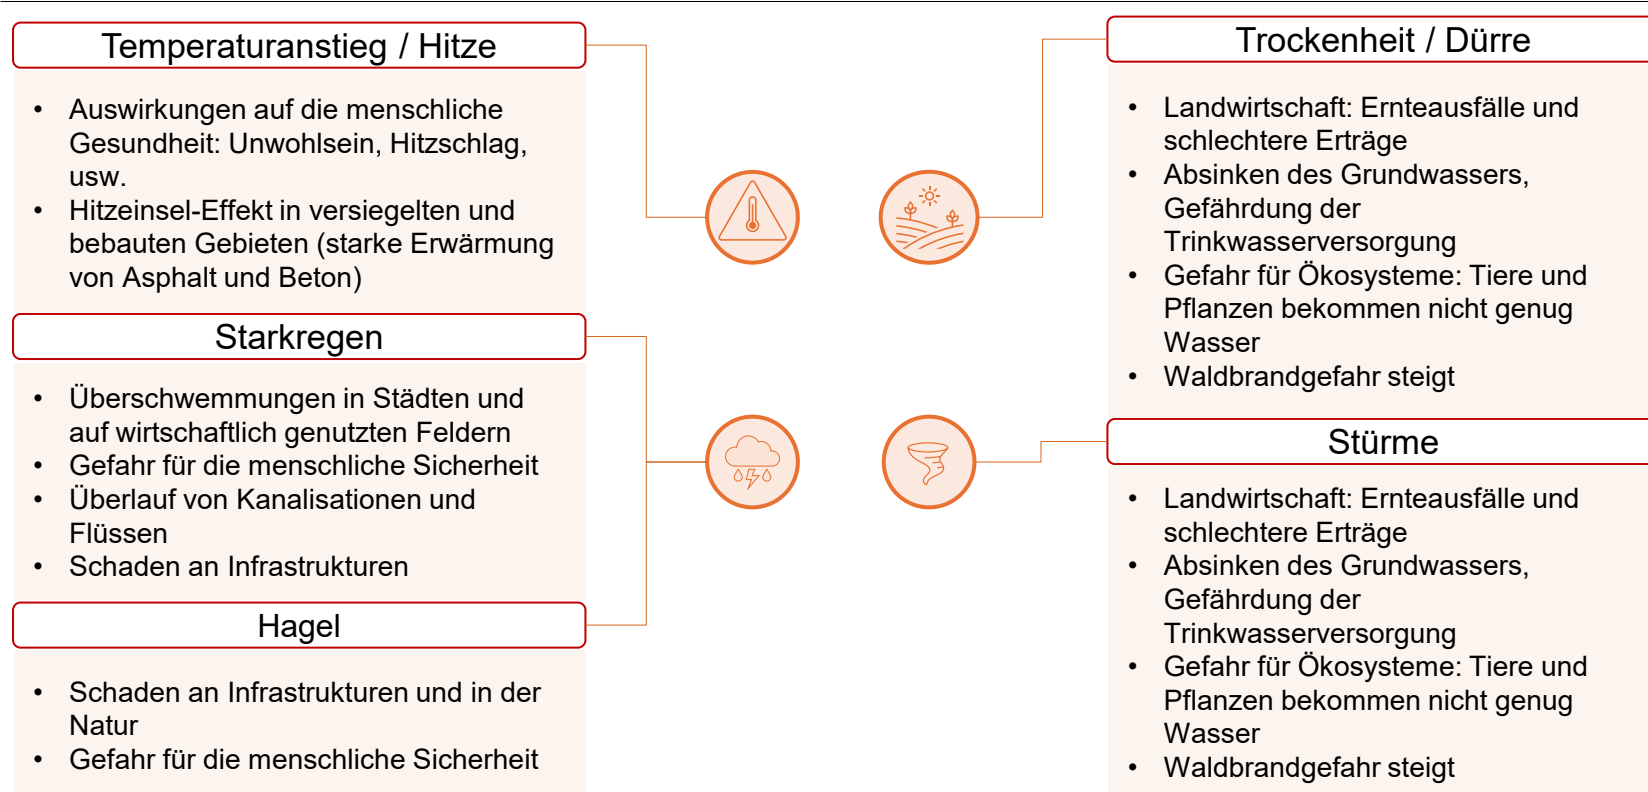 Temperaturanstieg / Hitze
• Auswirkungen auf die menschliche
Gesundheit: Unwohlsein, Hitzschlag,
usw.
• Hitzeinsel-Effekt in versiegelten und
bebauten Gebieten (starke Erwärmung
von Asphalt und Beton)
Starkregen
• Überschwemmungen in Städten und
auf wirtschaftlich genutzten Feldern
• Gefahr für die menschliche Sicherheit
• Überlauf von Kanalisationen und
Flüssen
• Schaden an Infrastrukturen
Hagel
• Schaden an Infrastrukturen und in der
Natur
• Gefahr für die menschliche Sicherheit
Trockenheit / Dürre
• Landwirtschaft: Ernteausfälle und
schlechtere Erträge
• Absinken des Grundwassers,
Gefährdung der
Trinkwasserversorgung
• Gefahr für Ökosysteme: Tiere und
Pflanzen bekommen nicht genug
Wasser
• Waldbrandgefahr steigt
Stürme
• Landwirtschaft: Ernteausfälle und
schlechtere Erträge
• Absinken des Grundwassers,
Gefährdung der
Trinkwasserversorgung
• Gefahr für Ökosysteme: Tiere und
Pflanzen bekommen nicht genug
Wasser
• Waldbrandgefahr steigt